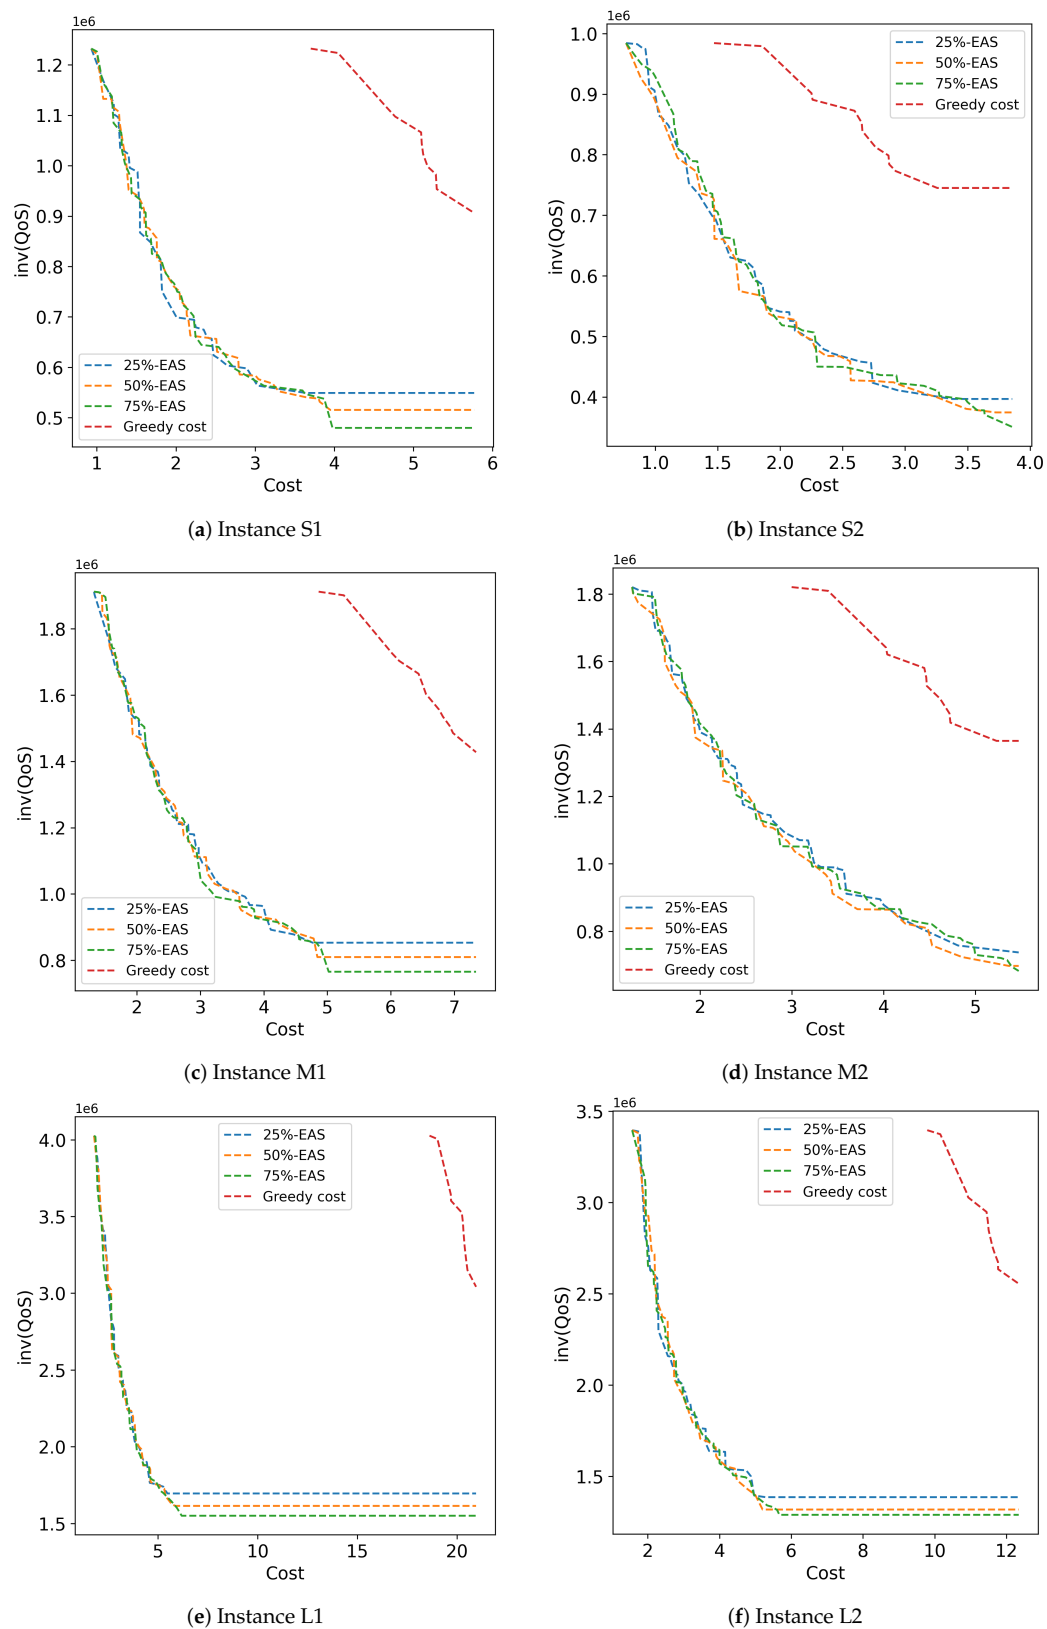 1e6
1.2
1.1
1.0
0.9
0.8
0.7
0.6
0.5
inv(QoS)
25%-EAS
50%-EAS
75%-EAS
Greedy cost
1 2 3 4 5 6
Cost
(a) Instance S1
1e6
1.0
0.9
0.8
0.7
0.6
0.5
0.4
inv(QoS)
25%-EAS
50%-EAS
75%-EAS
Greedy cost
1.0 1.5 2.0 2.5 3.0 3.5 4.0
Cost
(b) Instance S2
1e6
1.8
1.6
1.4
1.2
1.0
0.8
inv(QoS)
25%-EAS
50%-EAS
75%-EAS
Greedy cost
2 3 4 5 6 7
Cost
(c) Instance M1
1e6
1.8
1.6
1.4
1.2
1.0
0.8
inv(QoS)
25%-EAS
50%-EAS
75%-EAS
Greedy cost
2 3 4 5
Cost
(d) Instance M2
1e6
4.0
3.5
3.0
2.5
2.0
1.5
inv(QoS)
25%-EAS
50%-EAS
75%-EAS
Greedy cost
5 10 15 20
Cost
(e) Instance L1
1e6
3.5
3.0
2.5
2.0
1.5
inv(QoS)
25%-EAS
50%-EAS
75%-EAS
Greedy cost
2 4 6 8 10 12
Cost
(f) Instance L2